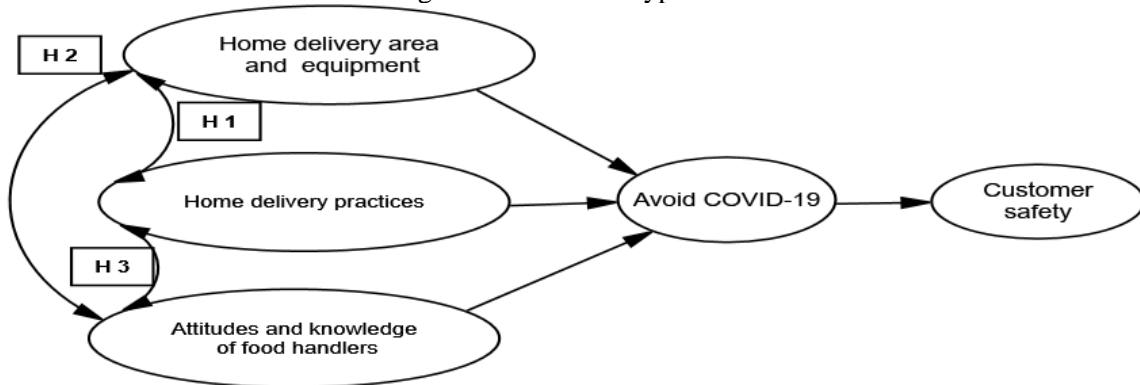 H 2
Home delivery area
and equipment
H 1
Home delivery practices
Avoid COVID-19
Customer
safety
H 3
Attitudes and knowledge
of food handlers